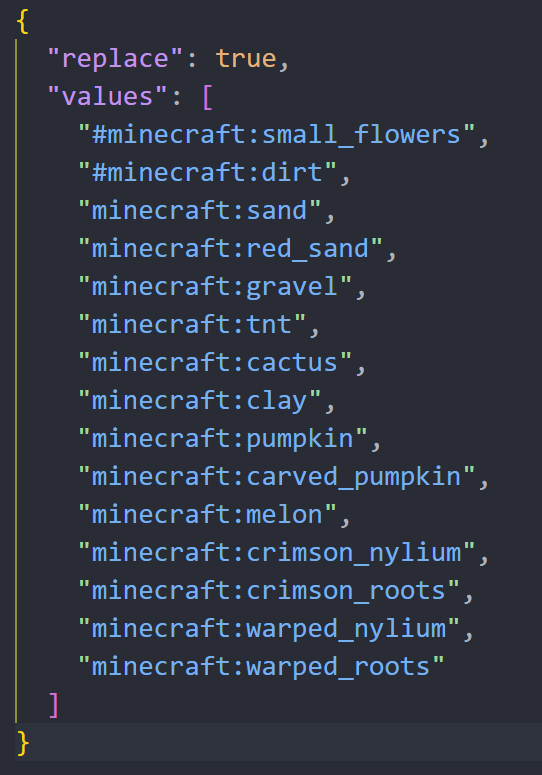 {
"replace": true,
"values": [
"#minecraft:small_flowers",
"#minecraft:dirt",
"minecraft:sand",
"minecraft:red_sand",
"minecraft:gravel",
"minecraft:tnt",
"minecraft:cactus",
"minecraft:clay",
"minecraft:pumpkin",
"minecraft:carved_pumpkin",
"minecraft:melon",
"minecraft:crimson_nylium",
"minecraft:crimson_roots",
"minecraft:warped_nylium",
"minecraft:warped_roots"
]
}